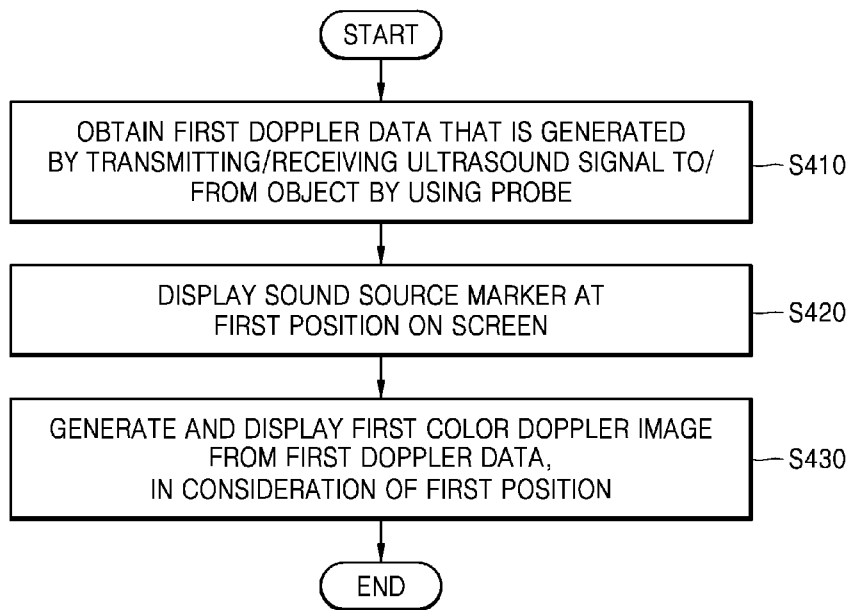 START
OBTAIN FIRST DOPPLER DATA THAT IS GENERATED
BY TRANSMITTING/RECEIVING ULTRASOUND SIGNAL TO/
FROM OBJECT BY USING PROBE
S410
DISPLAY SOUND SOURCE MARKER AT
FIRST POSITION ON SCREEN
S420
GENERATE AND DISPLAY FIRST COLOR DOPPLER IMAGE
FROM FIRST DOPPLER DATA,
IN CONSIDERATION OF FIRST POSITION
S430
END